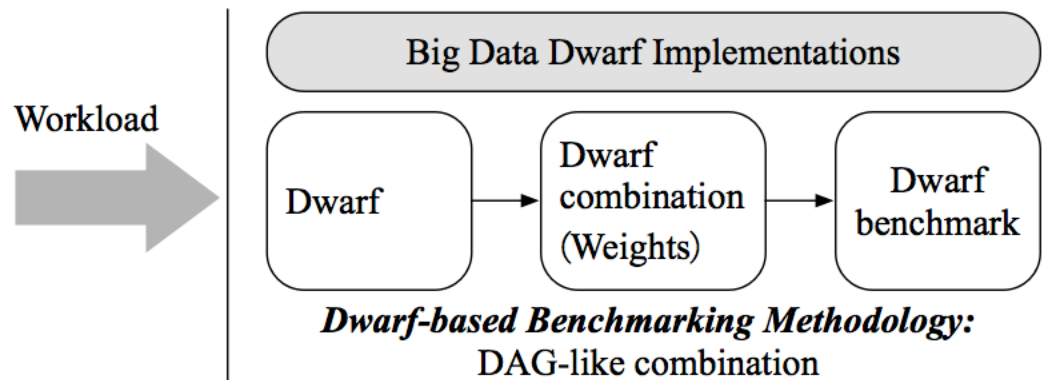 Big Data Dwarf Implementations
Workload
Dwarf
Dwarf
combination
(Weights)
Dwarf
benchmark
Dwarf-based Benchmarking Methodology:
DAG-like combination